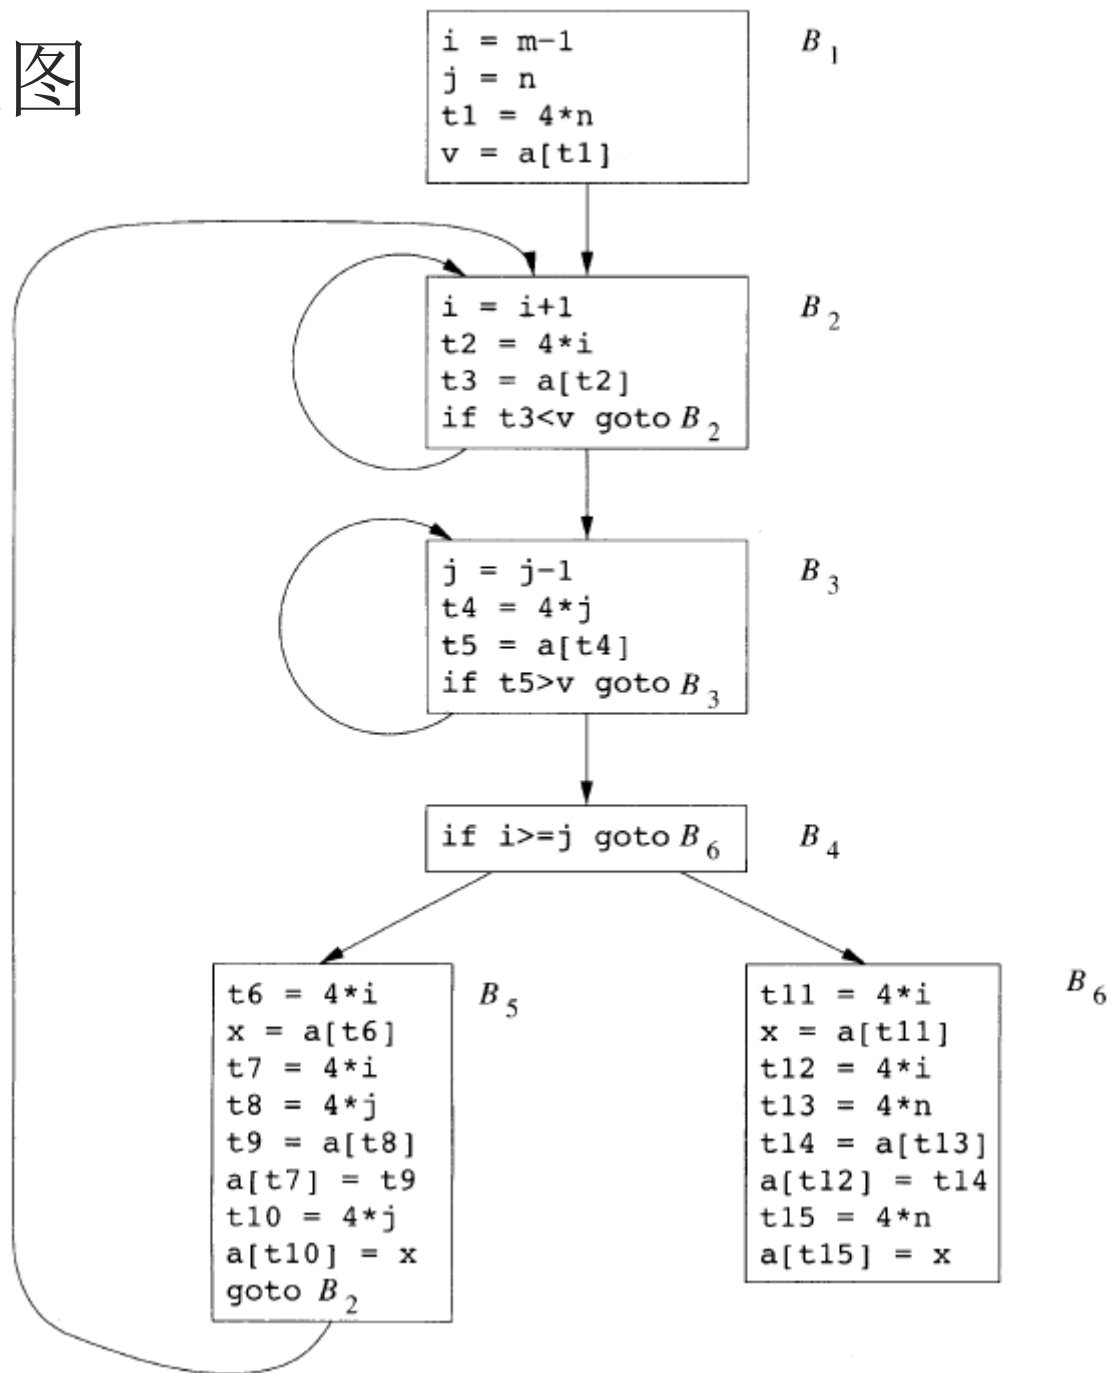 图
i = m-1
j = n
t1 = 4*n
v = a[t1]
B1
i = i+1
t2 = 4*i
t3 = a[t2]
if t3<v goto B2
B2
j = j-1
t4 = 4*j
t5 = a[t4]
if t5>v goto B3
B3
if i>=j goto B6
B4
t6 = 4*i
x = a[t6]
t7 = 4*i
t8 = 4*j
t9 = a[t8]
a[t7] = t9
t10 = 4*j
a[t10] = x
goto B2
B5
t11 = 4*i
x = a[t11]
t12 = 4*i
t13 = 4*n
t14 = a[t13]
a[t12] = t14
t15 = 4*n
a[t15] = x
B6